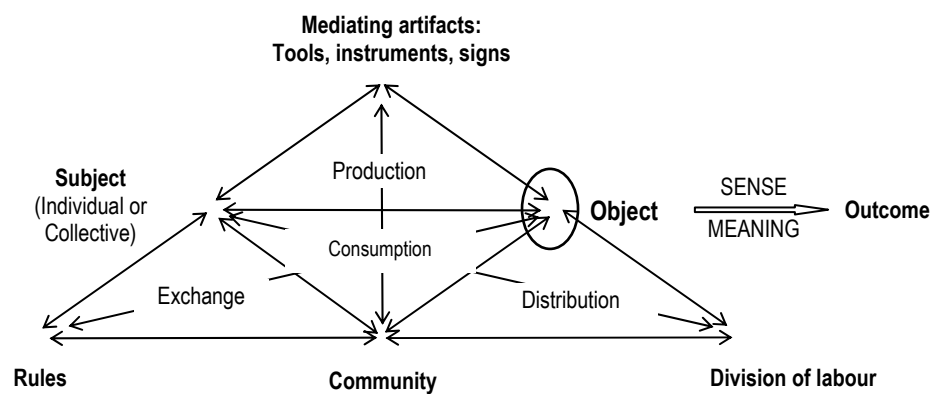 Mediating artifacts:
Tools, instruments, signs
Production
Subject
(Individual or
Collective)
Object
SENSE
MEANING
Outcome
Consumption
Exchange
Distribution
Rules
Community
Division of labour